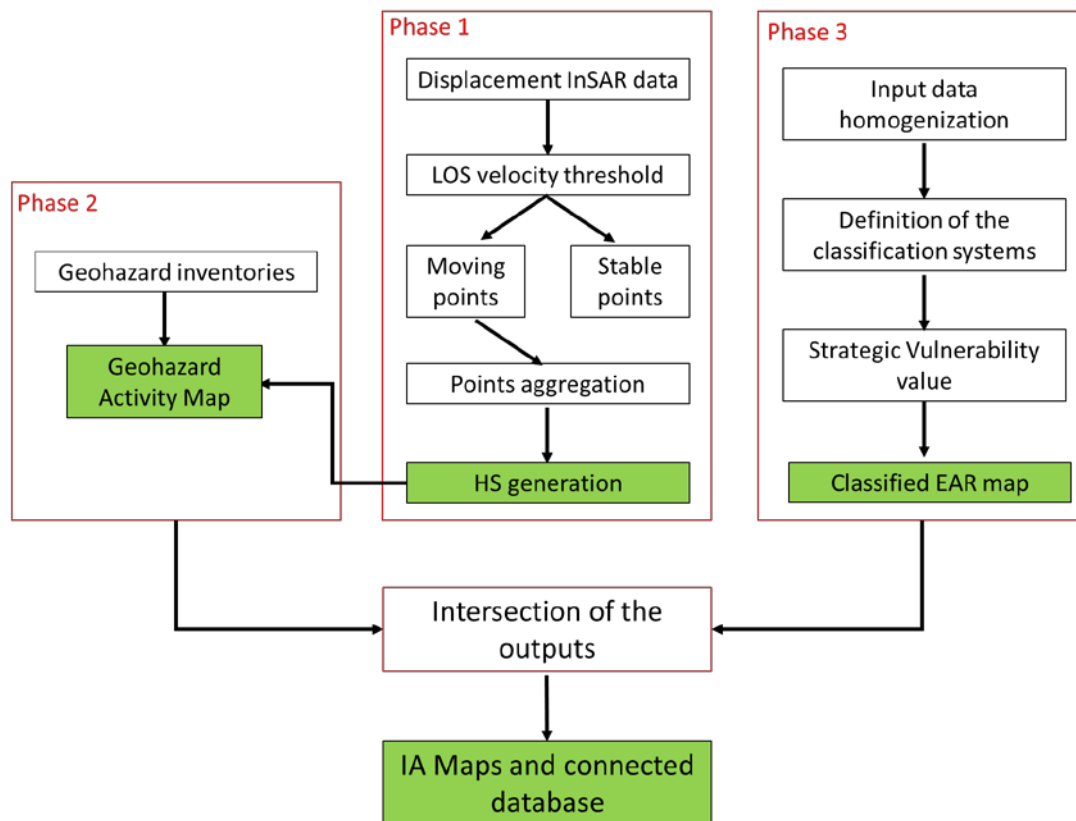 Phase 1
Displacement InSAR data
LOS velocity threshold
Moving
points
Stable
points
Points aggregation
HS generation
Phase 2
Geohazard inventories
Geohazard
Activity Map
Phase 3
Input data
homogenization
Definition of the
classification systems
Strategic Vulnerability
value
Classified EAR map
Intersection of the
outputs
IA Maps and connected
database